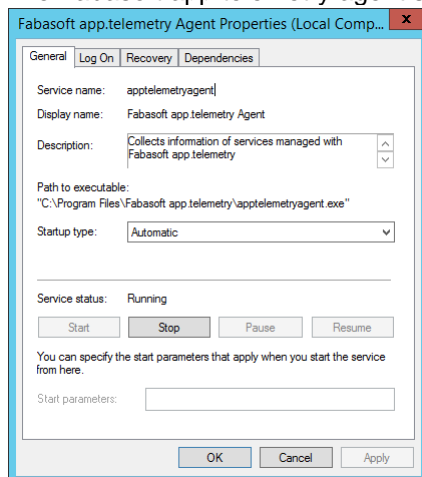 Fabasoft app.telemetry Agent Properties (Local Comp... x
General Log On Recovery Dependencies
Service name: apptelemetryagent
Display name: Fabasoft app.telemetry Agent
Description: Collects information of services managed with
Fabasoft app.telemetry
Path to executable:
"C:\Program Files\Fabasoft app.telemetry\apptelemetryagent.exe"
Startup type: Automatic
Service status: Running
Start Stop Pause Resume
You can specify the start parameters that apply when you start the service
from here.
Start parameters:
OK Cancel Apply